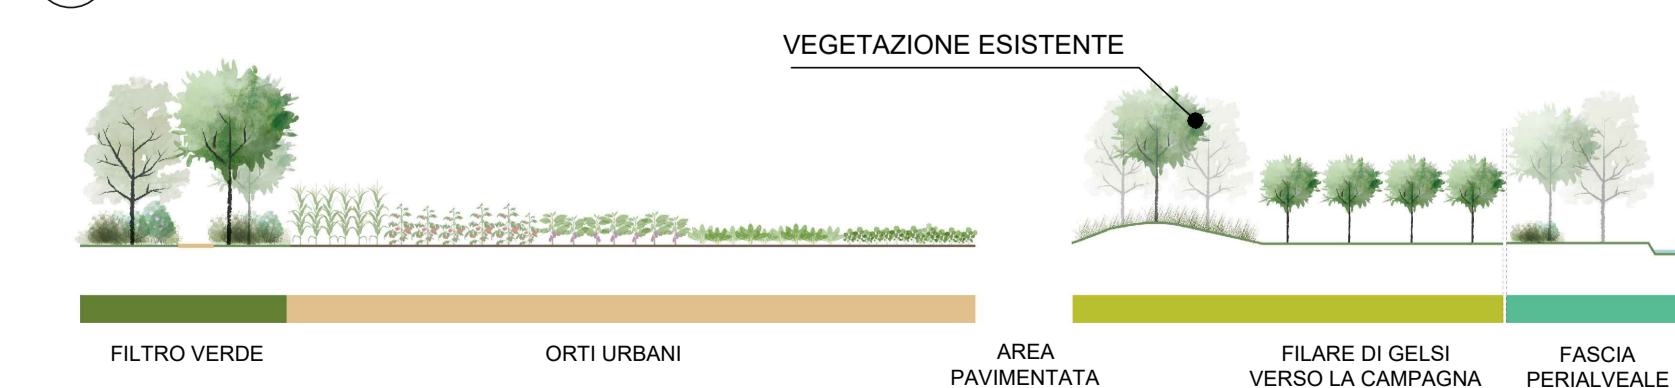 VEGETAZIONE ESISTENTE
FILTRO VERDE
ORTI URBANI
AREA
PAVIMENTATA
FILARE DI GELSI
VERSO LA CAMPAGNA
FASCIA
PERIALVEALE